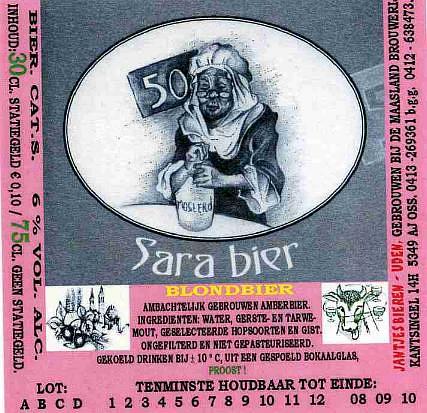 BIER. CAT.S. 6 % VOL. ALC.
INHOUD: 30 CL. STATIEGELD € 0,10 / 75 CL. GEEN STATIEGELD.
50
MOSLEKO
Sara bier
BLONDBIER
AMBACHTELIJK GEBROUWEN AMBERBIER.
INGREDIENTEN: WATER, GERSTE- EN TARWE-
MOUT, GESELECTEERDE HOPSOORTEN EN GIST.
ONGEFILTERD EN NIET GEPASTEURISEERD.
GEKOELD DRINKEN BIJ ± 10 ° C, UIT EEN GESPOELD BOKAALGLAS,
PROOST !
JANTJES BIEREN - UDEN. GEBROUWEN BIJ DE MAASLAND BROUWERIJ
KANTSINGEL 14H 5349 AJ OSS. 0413 -269361 b.g.g. 0412 - 638473.
LOT: TENMINSTE HOUDBAAR TOT EINDE:
A B C D 1 2 3 4 5 6 7 8 9 10 11 12 08 09 10